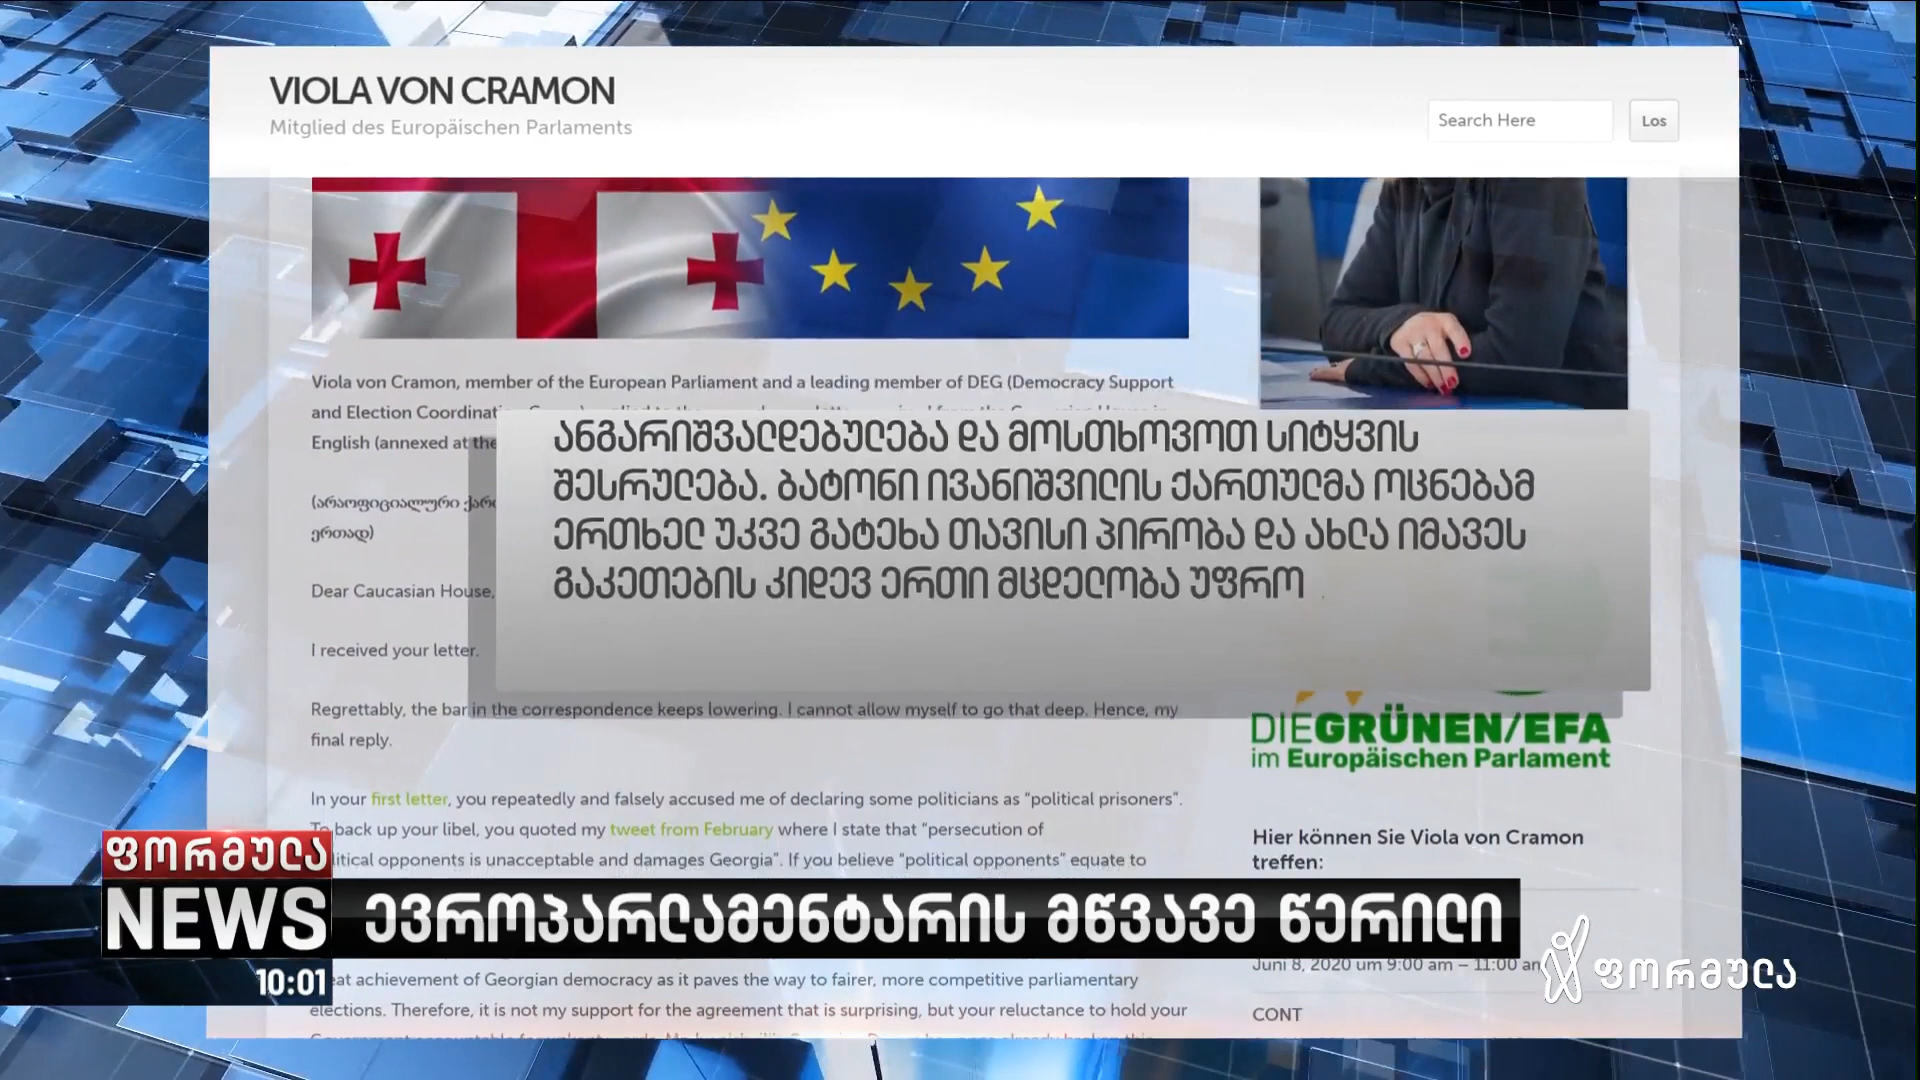 VIOLA VON CRAMON
Mitglied des Europäischen Parlaments
Search Here
Los
Viola von Cramon, member of the European Parliament and a leading member of DEG (Democracy Support
and Election Coordinati
English (annexed at the
(არაოფიციალური
ერთად)
Dear Caucasian House,
I received your letter.
Regrettably, the bar in the correspondence keeps lowering. I cannot allow myself to go that deep. Hence, my
final reply.
In your first letter, you repeatedly and falsely accused me of declaring some politicians as “political prisoners”.
To back up your libel, you quoted my tweet from February where I state that “persecution of
litical opponents is unacceptable and damages Georgia”. If you believe “political opponents” equate to
at achievement of Georgian democracy as it paves the way to fairer, more competitive parliamentary
elections. Therefore, it is not my support for the agreement that is surprising, but your reluctance to hold your
ანგარიშვალდებულება და მოსთხოვოთ სიტყვის
შესრულება. ბატონი ივანიშვილის ქართულმა ოცნებამ
ერთხელ უკვე გატეხა თავისი პირობა და ახლა იმავეს
გაკეთების კიდევ ერთი მცდელობა უფრო
DIE GRÜNEN/EFA
im Europäischen Parlament
Hier können Sie Viola von Cramon
treffen:
Juni 8, 2020 um 9:00 am – 11:00 am
CONT
ფორმულა
NEWS
10:01
ევროპარლამენტარის მწვავე წერილი
ფორმულა